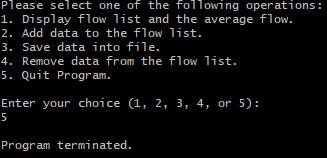 Please select one of the following operations:
1. Display flow list and the average flow.
2. Add data to the flow list.
3. Save data into file.
4. Remove data from the flow list.
5. Quit Program.
Enter your choice (1, 2, 3, 4, or 5):
5
Program terminated.